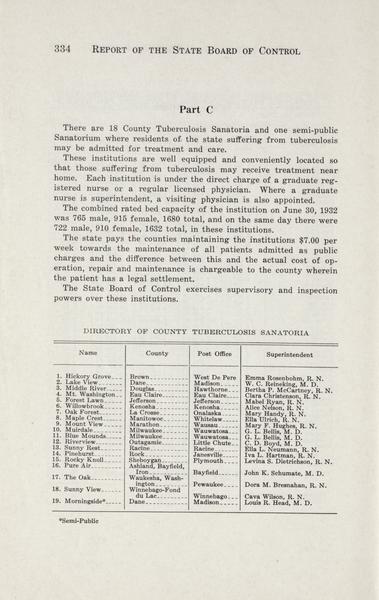 334 REPORT OF THE STATE BOARD OF CONTROL
Part C
There are 18 County Tuberculosis Sanatoria and one semi-public
Sanatorium where residents of the state suffering from tuberculosis
may be admitted for treatment and care.
These institutions are well equipped and conveniently located so
that those suffering from tuberculosis may receive treatment near
home. Each institution is under the direct charge of a graduate reg-
istered nurse or a regular licensed physician. Where a graduate
nurse is superintendent, a visiting physician is also appointed.
The combined rated bed capacity of the institution on June 30, 1932
was 765 male, 915 female, 1680 total, and on the same day there were
722 male, 910 female, 1632 total, in these institutions.
The state pays the counties maintaining the institutions $7.00 per
week towards the maintenance of all patients admitted as public
charges and the difference between this and the actual cost of op-
eration, repair and maintenance is chargeable to the county wherein
the patient has a legal settlement.
The State Board of Control exercises supervisory and inspection
powers over these institutions.
DIRECTORY OF COUNTY TUBERCULOSIS SANATORIA
Name County Post Office Superintendent
1. Hickory Grove Brown West De Pere Emma Rosenbohm, R. N.
2. Lake View Dane Madison W. C. Reineking, M. D.
3. Middle River Douglas Hawthorne Bertha P. McCartney, R. N.
4. Mt. Washington Eau Claire Eau Claire Clara Christenson, R. N.
5. Forest Lawn Jefferson Jefferson Mabel Ryan, R. N.
6. Willowbrook Kenosha Kenosha Alice Nelson, R. N.
7. Oak Forest La Crosse Onalaska Mary Handy, R. N.
8. Maple Crest Manitowoc Whitelaw Ella Ulrich, R. N.
9. Mount View Marathon Wausau Mary F. Hughes, R. N.
10. Muirdale Milwaukee Wauwatosa G. L. Bellis, M. D.
11. Blue Mounds Milwaukee Wauwatosa G. L. Bellis, M. D.
12. Riverview Outagamie Little Chute C. D. Boyd, M. D.
13. Sunny Rest Racine Racine Ella L. Neumann, R. N.
14. Pinehurst Rock Janesville Iva L. Hartman, R. N.
15. Rocky Knoll Sheboygan Plymouth Levina S. Dietrichson, R. N.
16. Pure Air Ashland, Bayfield,
Iron Bayfield John K. Schumate, M. D.
17. The Oak Waukesha, Wash-
ington Pewaukee Dora M. Bresnahan, R. N.
18. Sunny View Winnebago-Fond
du Lac Winnebago Cava Wilson, R. N.
19. Morningside* Dane Madison Louis R. Head, M. D.
*Semi-Public